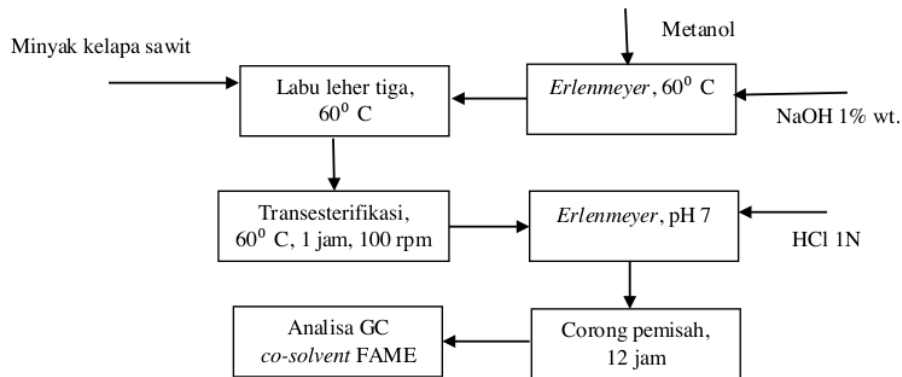 Metanol
Minyak kelapa sawit
Labu leher tiga,
60⁰ C
Erlenmeyer, 60⁰ C
NaOH 1% wt.
Transesterifikasi,
60⁰ C, 1 jam, 100 rpm
Erlenmeyer, pH 7
HCl 1N
Analisa GC
co-solvent FAME
Corong pemisah,
12 jam